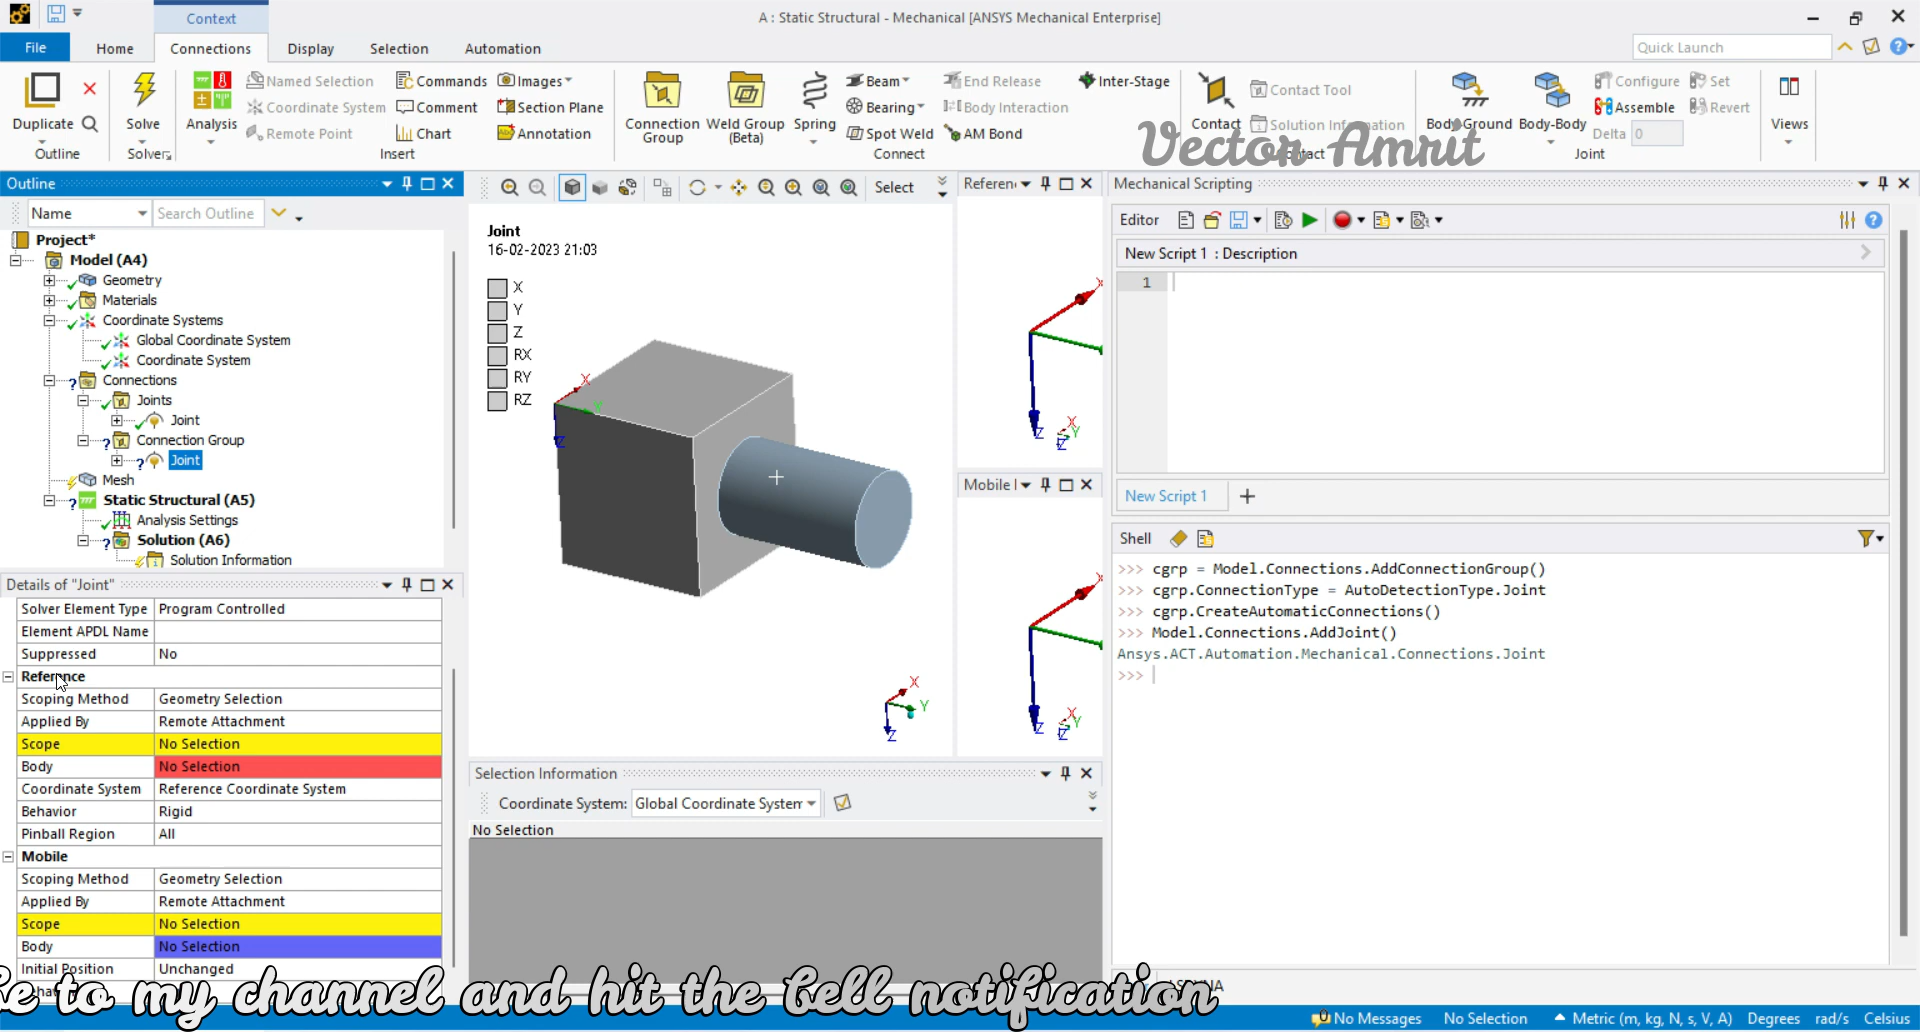 Context
A : Static Structural - Mechanical [ANSYS Mechanical Enterprise]
File
Home
Connections
Display
Selection
Automation
Quick Launch
Duplicate
Outline
Solve
Solver
Analysis
Named Selection
Coordinate System
Remote Point
Commands
Comment
Chart
Images
Section Plane
Annotation
Insert
Connection Group
Weld Group (Beta)
Spring
Beam
Bearing
Spot Weld
End Release
Body Interaction
AM Bond
Inter-Stage
Connect
Contact
Contact Tool
Solution Information
Body-Ground
Body-Body
Configure
Assemble
Delta 0
Set
Revert
Joint
Views
Vector Amrit
Outline
Name
Search Outline
Project*
Model (A4)
Geometry
Materials
Coordinate Systems
Global Coordinate System
Coordinate System
Connections
Joints
Joint
Connection Group
Joint
Mesh
Static Structural (A5)
Analysis Settings
Solution (A6)
Solution Information
Details of "Joint"
Solver Element Type Program Controlled
Element APDL Name
Suppressed No
Reference
Scoping Method Geometry Selection
Applied By Remote Attachment
Scope No Selection
Body No Selection
Coordinate System Reference Coordinate System
Behavior Rigid
Pinball Region All
Mobile
Scoping Method Geometry Selection
Applied By Remote Attachment
Scope No Selection
Body No Selection
Initial Position Unchanged
Select
Joint
16-02-2023 21:03
X
Y
Z
RX
RY
RZ
X
Y
Z
X
Y
Z
Referen
X
Z
X
Y
Z
Mobile
X
Z
X
Y
Z
Selection Information
Coordinate System: Global Coordinate System
No Selection
Mechanical Scripting
Editor
New Script 1 : Description
1
New Script 1 +
Shell
>>> cgrp = Model.Connections.AddConnectionGroup()
>>> cgrp.ConnectionType = AutoDetectionType.Joint
>>> cgrp.CreateAutomaticConnections()
>>> Model.Connections.AddJoint()
Ansys.ACT.Automation.Mechanical.Connections.Joint
>>>
to my channel and hit the bell notification
No Messages
No Selection
Metric (m, kg, N, s, V, A)
Degrees
rad/s
Celsius